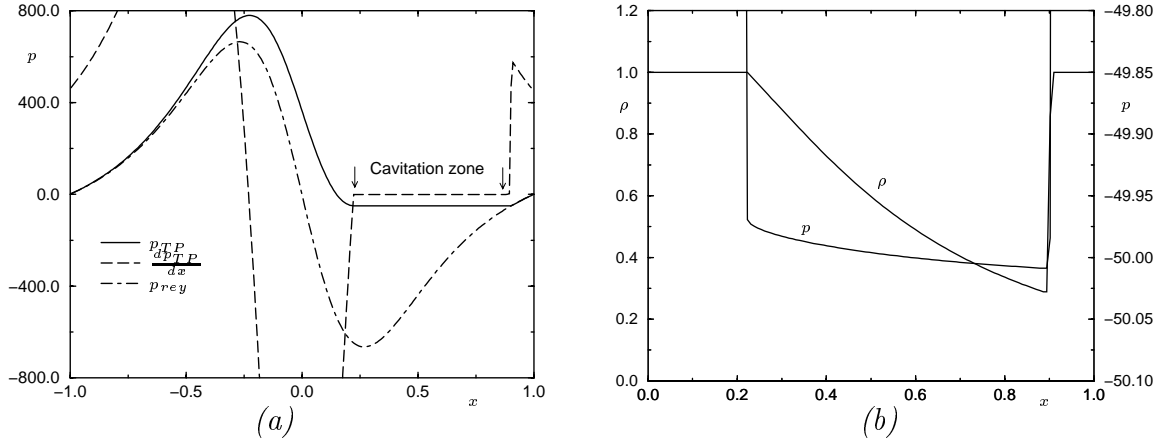 p
800.0
400.0
0.0
−400.0
−800.0
Cavitation zone
p_TP
dp_TP
dx
p_rey
−1.0 −0.5 0.0 0.5 1.0
x
(a)
1.2
1.0
ρ
0.8
0.6
0.4
0.2
0.0
ρ
p
−49.80
−49.85
p
−49.90
−49.95
−50.00
−50.05
−50.10
0.0 0.2 0.4 0.6 0.8 1.0
x
(b)